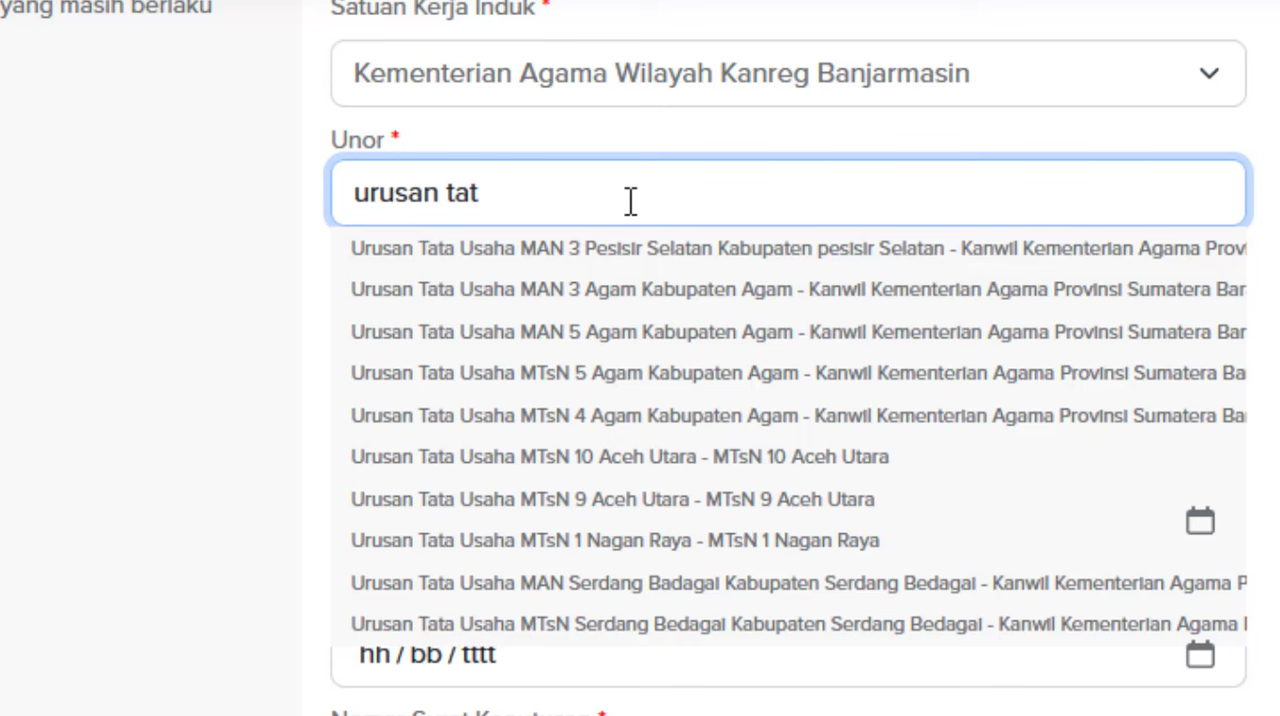 yang masih berlaku
Satuan Kerja Induk *
Kementerian Agama Wilayah Kanreg Banjarmasin
Unor *
urusan tat
Urusan Tata Usaha MAN 3 Pesisir Selatan Kabupaten pesisir Selatan - Kanwil Kementerian Agama Provi
Urusan Tata Usaha MAN 3 Agam Kabupaten Agam - Kanwil Kementerian Agama Provinsi Sumatera Bar
Urusan Tata Usaha MAN 5 Agam Kabupaten Agam - Kanwil Kementerian Agama Provinsi Sumatera Bar
Urusan Tata Usaha MTsN 5 Agam Kabupaten Agam - Kanwil Kementerian Agama Provinsi Sumatera Ba
Urusan Tata Usaha MTsN 4 Agam Kabupaten Agam - Kanwil Kementerian Agama Provinsi Sumatera Bar
Urusan Tata Usaha MTsN 10 Aceh Utara - MTsN 10 Aceh Utara
Urusan Tata Usaha MTsN 9 Aceh Utara - MTsN 9 Aceh Utara
Urusan Tata Usaha MTsN 1 Nagan Raya - MTsN 1 Nagan Raya
Urusan Tata Usaha MAN Serdang Badagai Kabupaten Serdang Bedagai - Kanwil Kementerian Agama P
Urusan Tata Usaha MTsN Serdang Bedagai Kabupaten Serdang Bedagai - Kanwil Kementerian Agama
hh / bb / tttt